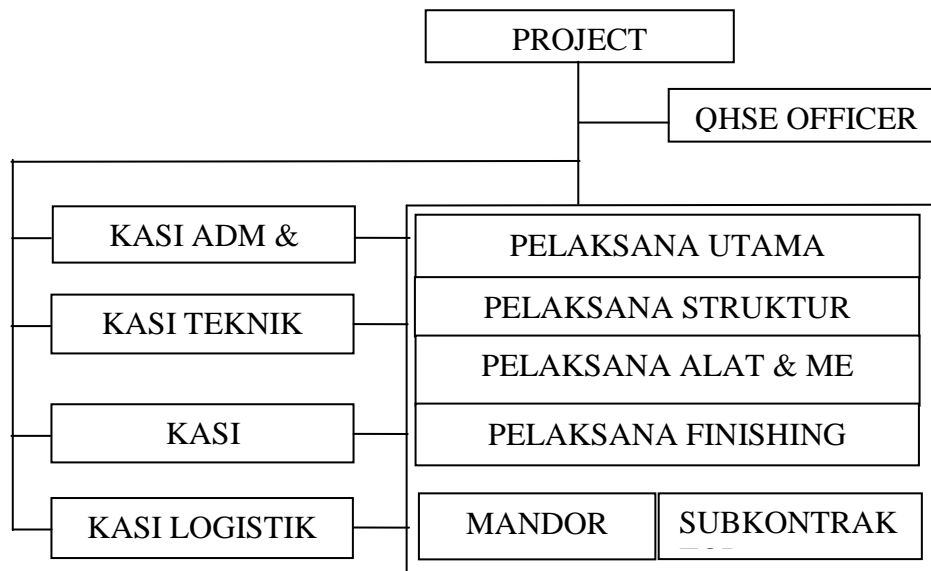 PROJECT
QHSE OFFICER
KASI ADM &
PELAKSANA UTAMA
KASI TEKNIK
PELAKSANA STRUKTUR
PELAKSANA ALAT & ME
KASI
PELAKSANA FINISHING
KASI LOGISTIK
MANDOR
SUBKONTRAK